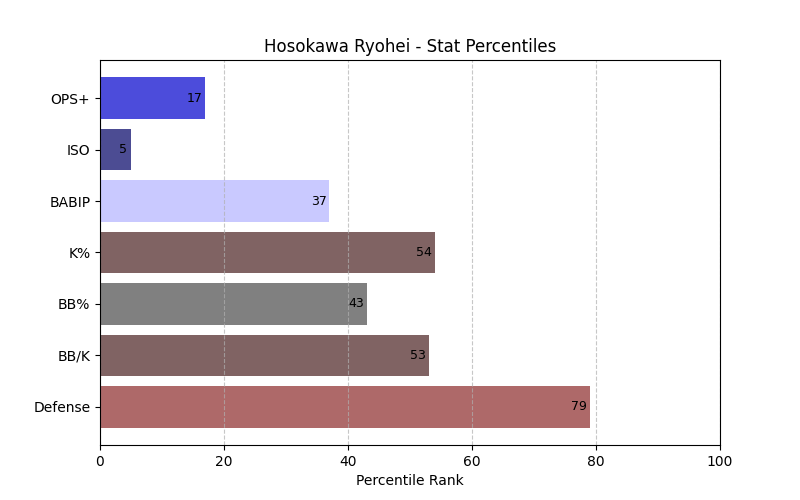 Hosokawa Ryohei - Stat Percentiles
OPS+ 17
ISO 5
BABIP 37
K% 54
BB% 43
BB/K 53
Defense 79
0 20 40 60 80 100
Percentile Rank